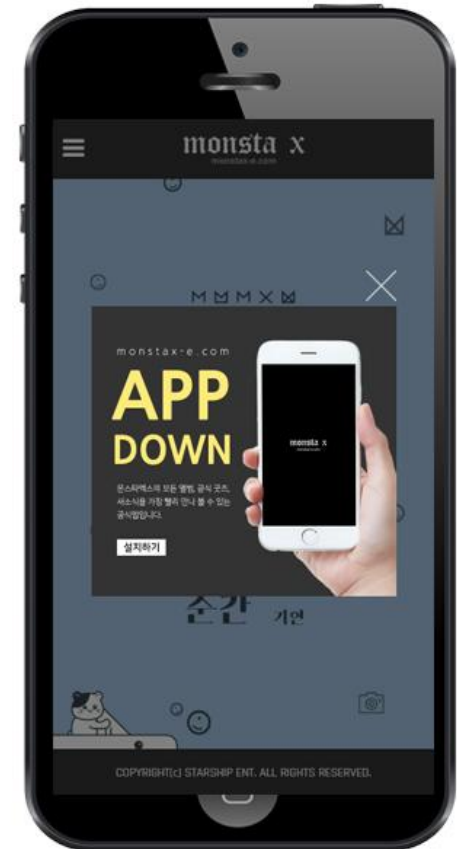 monsta x
monstax-e.com
monstax-e.com
APP
DOWN
몬스타엑스의 모든 앨범, 공식 굿즈,
새소식을 가장 빨리 만나 볼 수 있는
공식앱입니다.
설치하기
monsta x
순간 기연
COPYRIGHT(c) STARSHIP ENT. ALL RIGHTS RESERVED.